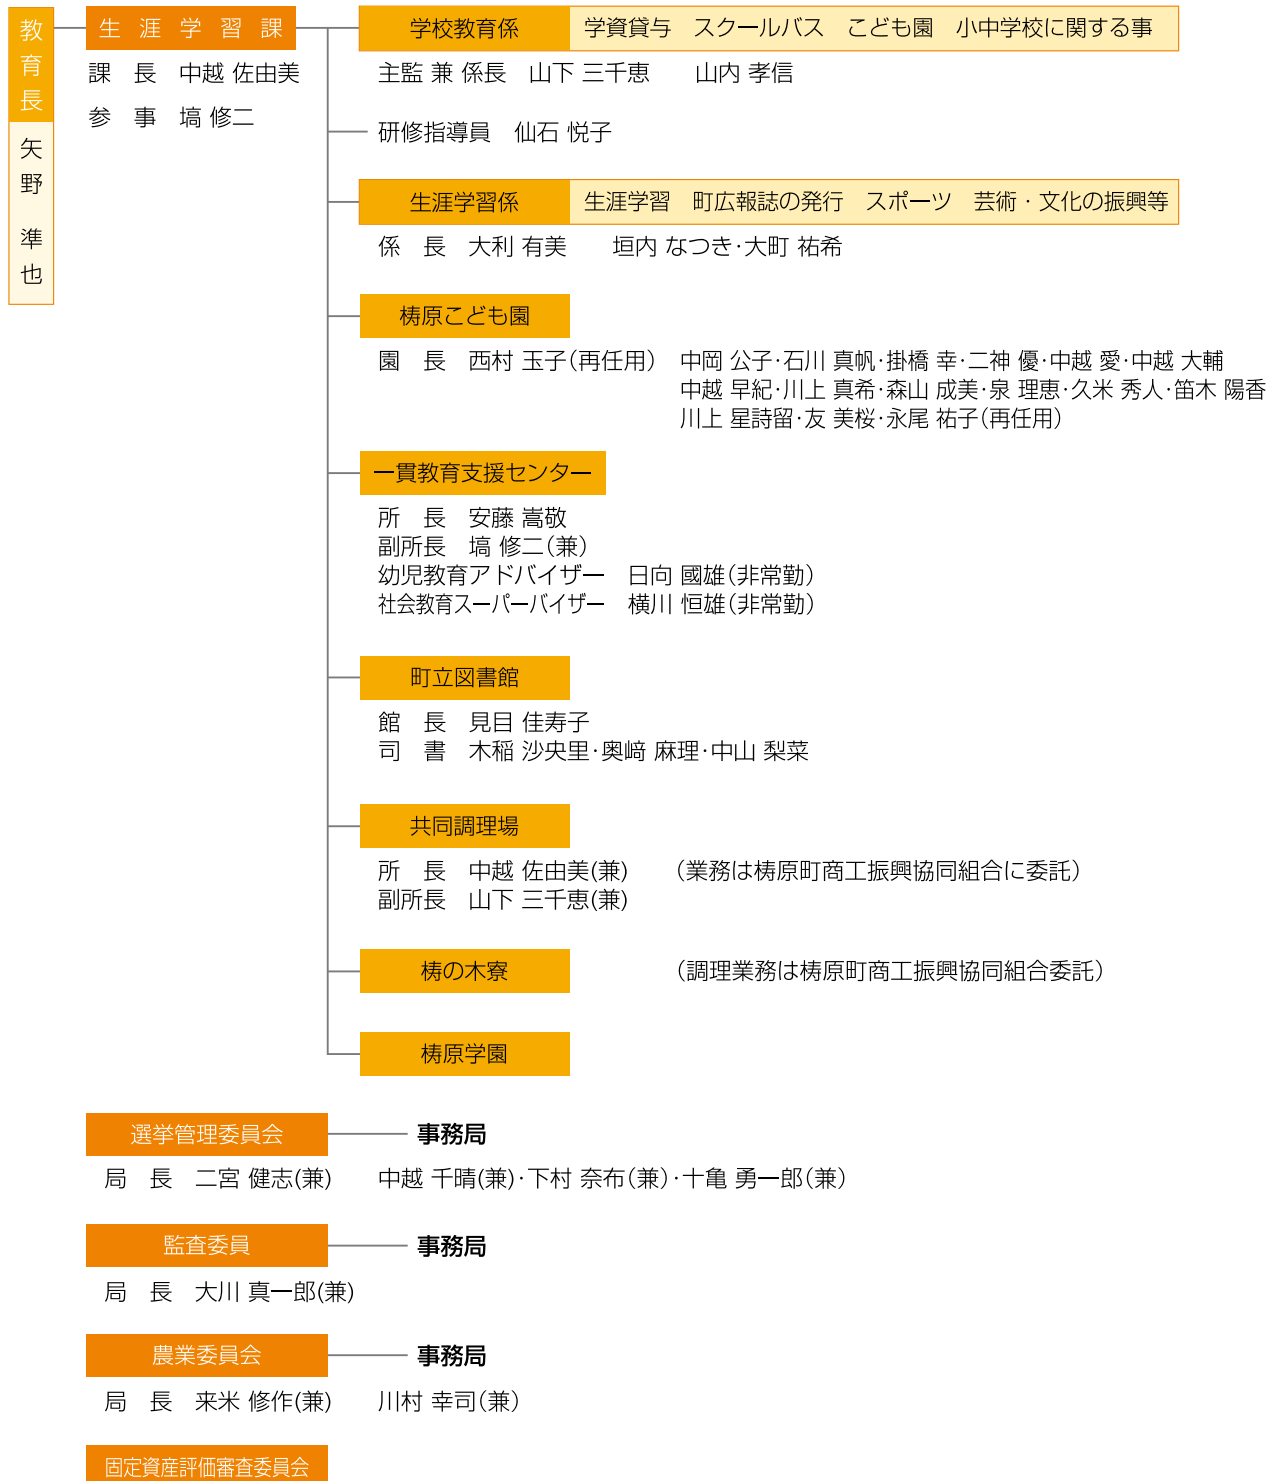 教育長
矢野 準也
生涯学習課
課　長　中越 佐由美
参　事　塙 修二
学校教育係　学資貸与　スクールバス　こども園　小中学校に関する事
主監 兼 係長　山下 三千恵　　山内 孝信
研修指導員　仙石 悦子
生涯学習係　生涯学習　町広報誌の発行　スポーツ　芸術・文化の振興等
係　長　大利 有美　　垣内 なつき・大町 祐希
梼原こども園
園　長　西村 玉子（再任用）　中岡 公子・石川 真帆・掛橋 幸・二神 優・中越 愛・中越 大輔
中越 早紀・川上 真希・森山 成美・泉 理恵・久米 秀人・笛木 陽香
川上 星詩留・友 美桜・永尾 祐子（再任用）
一貫教育支援センター
所　長　安藤 嵩敬
副所長　塙 修二（兼）
幼児教育アドバイザー　日向 國雄（非常勤）
社会教育スーパーバイザー　横川 恒雄（非常勤）
町立図書館
館　長　見目 佳寿子
司　書　木稲 沙央里・奥﨑 麻理・中山 梨菜
共同調理場
所　長　中越 佐由美(兼)　　（業務は梼原町商工振興協同組合に委託）
副所長　山下 三千恵(兼)
梼の木寮　　（調理業務は梼原町商工振興協同組合委託）
梼原学園
選挙管理委員会　事務局
局　長　二宮 健志(兼)　　中越 千晴(兼)・下村 奈布（兼）・十亀 勇一郎（兼）
監査委員　事務局
局　長　大川 真一郎(兼)
農業委員会　事務局
局　長　来米 修作(兼)　　川村 幸司（兼）
固定資産評価審査委員会